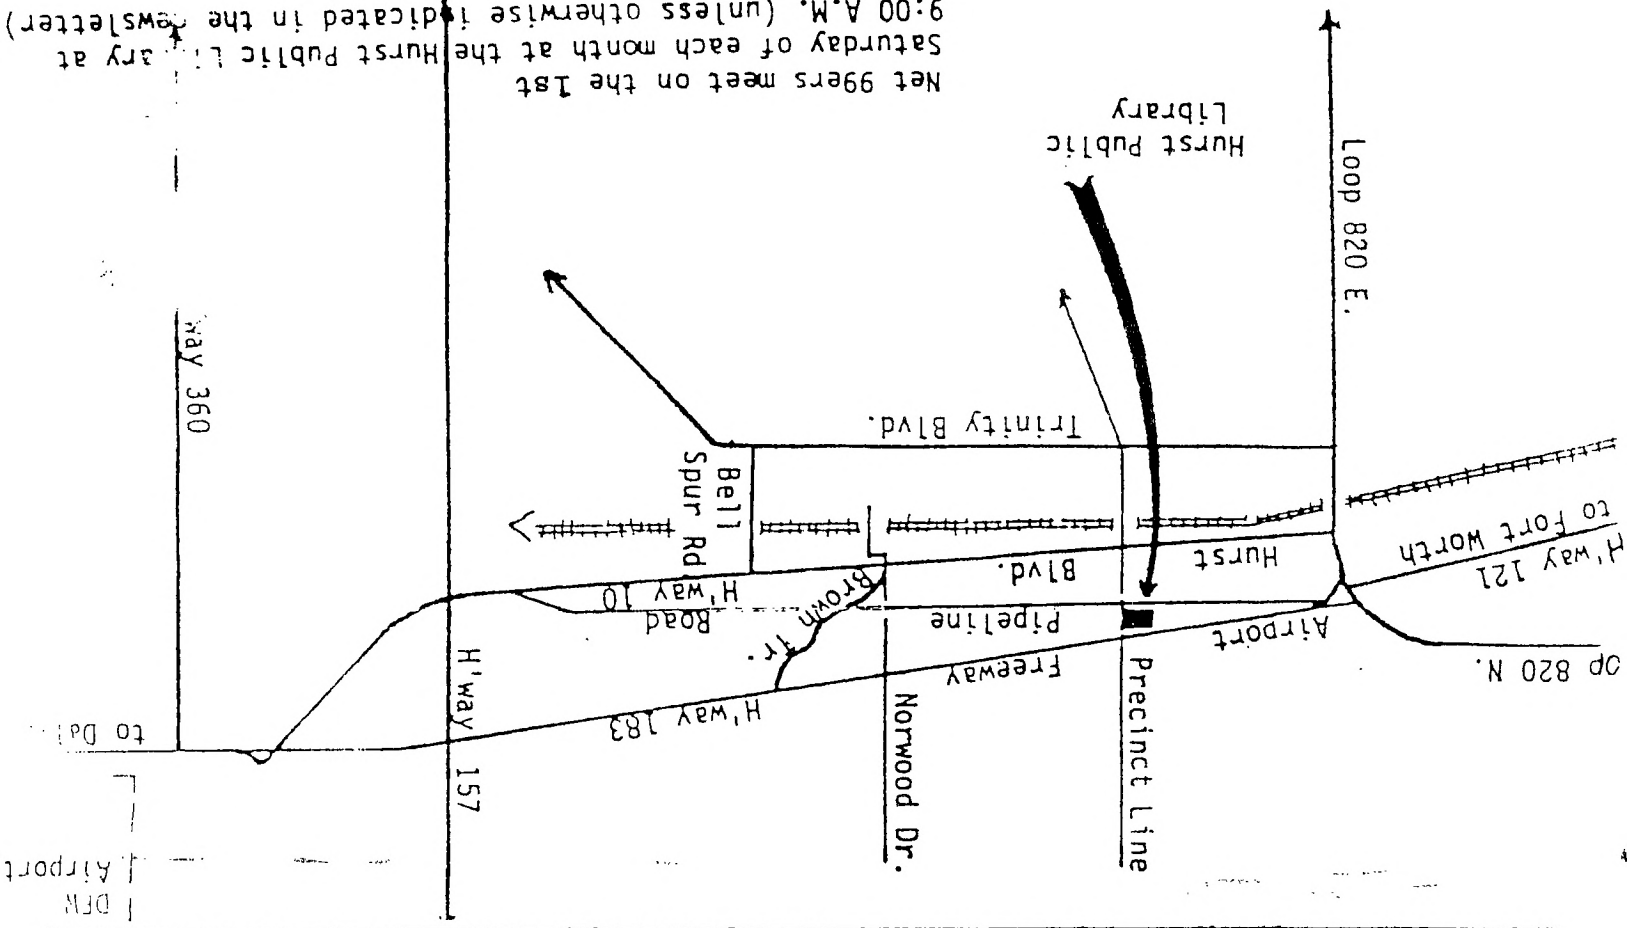 DFW
Airport
to
H'way 157
Norwood Dr.
Precinct Line
820 N.
H'way 183
Freeway
Airport
H'way 121
to Fort Worth
Brown Tr.
Pipeline
Road
H'way 10
Blvd.
Hurst
Bell
Spur Rd
Trinity Blvd.
way 360
Loop 820 E.
Hurst Public
Library
Net 99ers meet on the 1st
Saturday of each month at the Hurst Public at
9:00 A.M. (unless otherwise indicated in the newsletter)